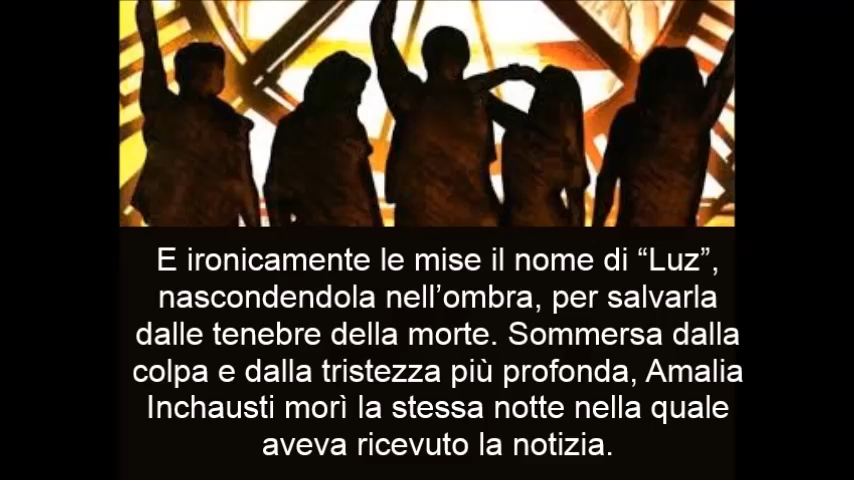 E ironicamente le mise il nome di “Luz”,
nascondendola nell’ombra, per salvarla
dalle tenebre della morte. Sommersa dalla
colpa e dalla tristezza più profonda, Amalia
Inchausti morì la stessa notte nella quale
aveva ricevuto la notizia.